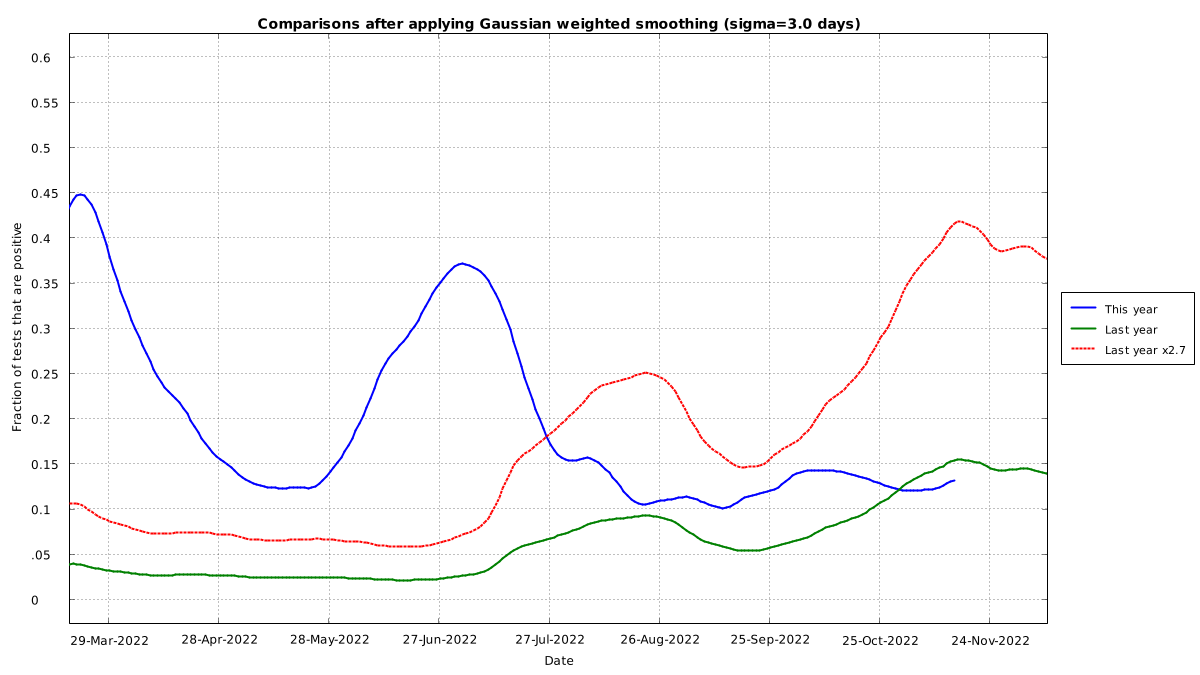 Comparisons after applying Gaussian weighted smoothing (sigma=3.0 days)
0.6
0.55
0.5
0.45
0.4
0.35
0.3
0.25
0.2
0.15
0.1
.05
0
Fraction of tests that are positive
29-Mar-2022 28-Apr-2022 28-May-2022 27-Jun-2022 27-Jul-2022 26-Aug-2022 25-Sep-2022 25-Oct-2022 24-Nov-2022
Date
This year
Last year
Last year x2.7